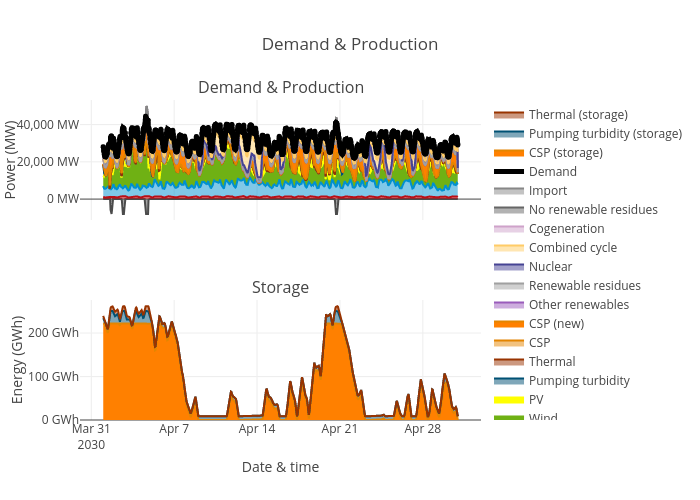 Demand & Production
Demand & Production
Power (MW)
40,000 MW
20,000 MW
0 MW
Storage
Energy (GWh)
200 GWh
100 GWh
0 GWh
Mar 31
2030
Apr 7
Apr 14
Apr 21
Apr 28
Date & time
Thermal (storage)
Pumping turbidity (storage)
CSP (storage)
Demand
Import
No renewable residues
Cogeneration
Combined cycle
Nuclear
Renewable residues
Other renewables
CSP (new)
CSP
Thermal
Pumping turbidity
PV
Wind